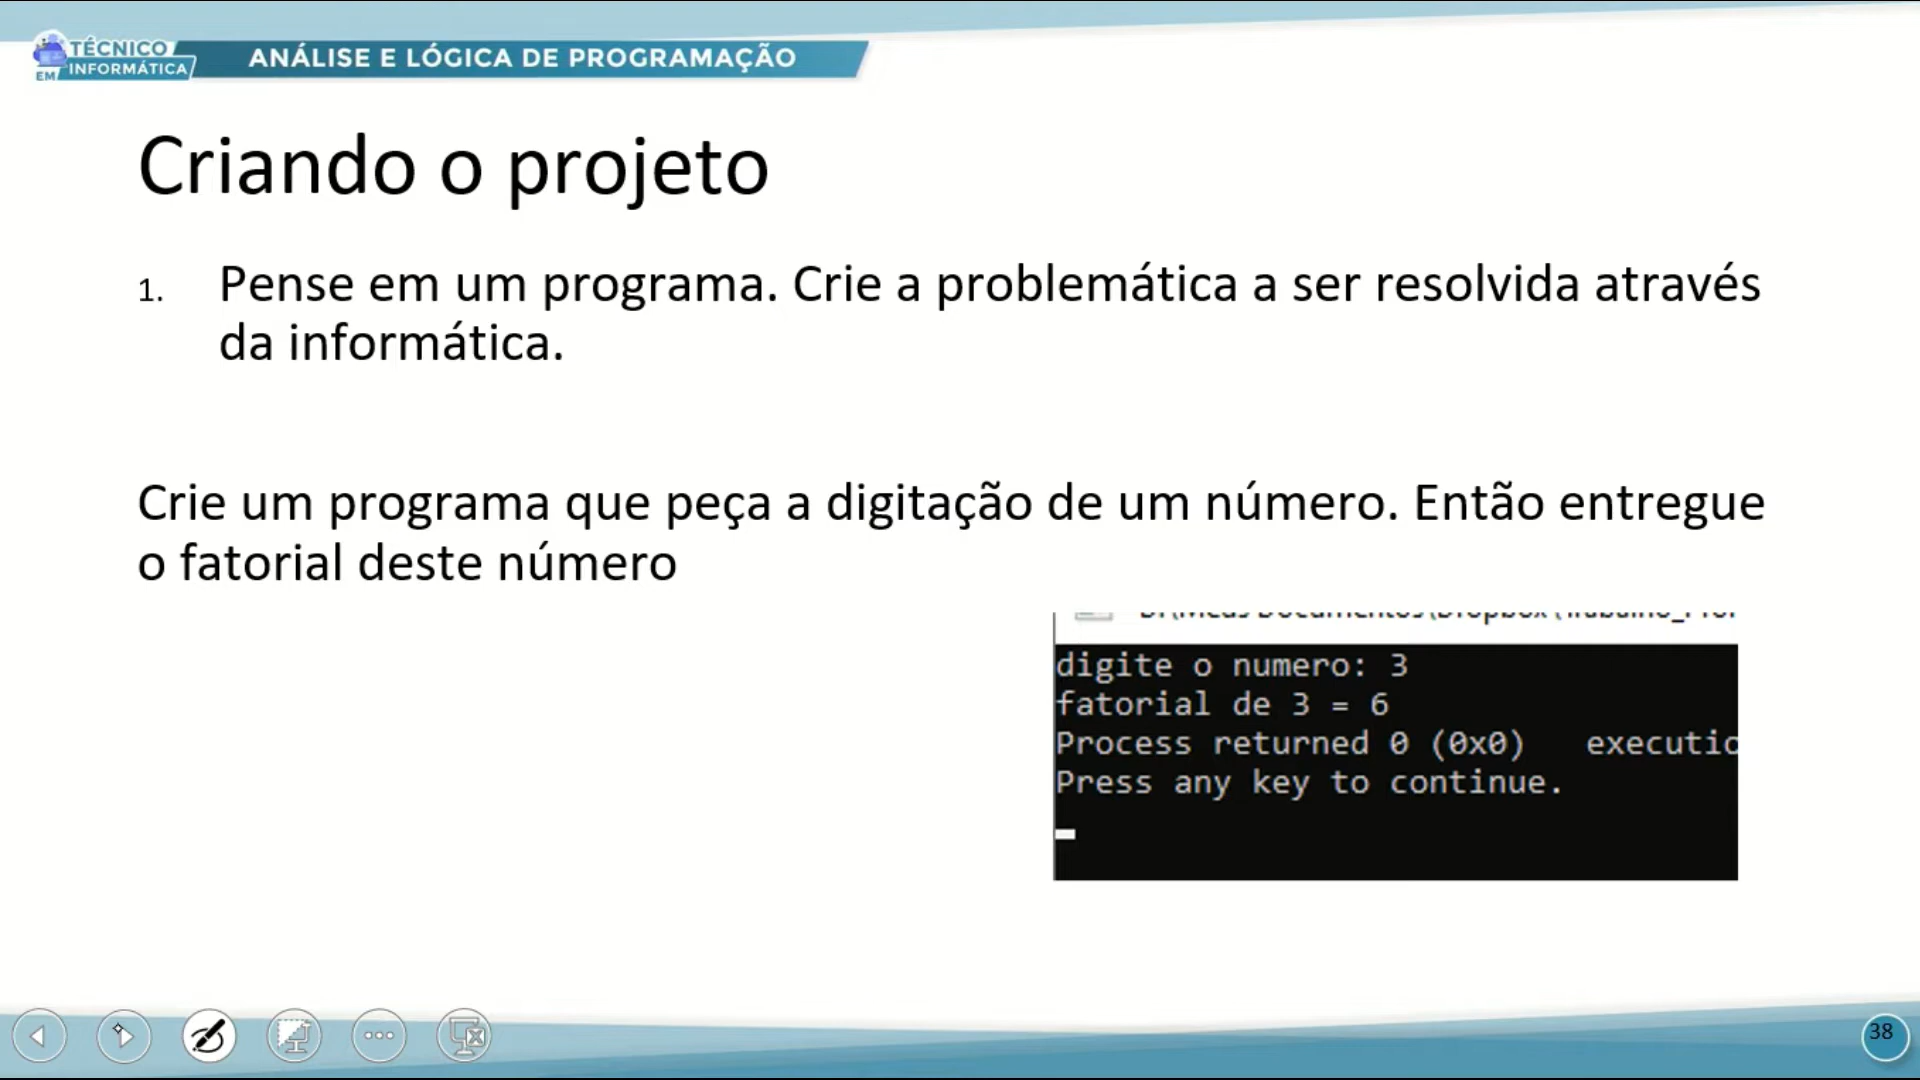 TÉCNICO
EM INFORMÁTICA
ANÁLISE E LÓGICA DE PROGRAMAÇÃO
Criando o projeto
1. Pense em um programa. Crie a problemática a ser resolvida através
da informática.
Crie um programa que peça a digitação de um número. Então entregue
o fatorial deste número
digite o numero: 3
fatorial de 3 = 6
Process returned 0 (0x0) executio
Press any key to continue.
38